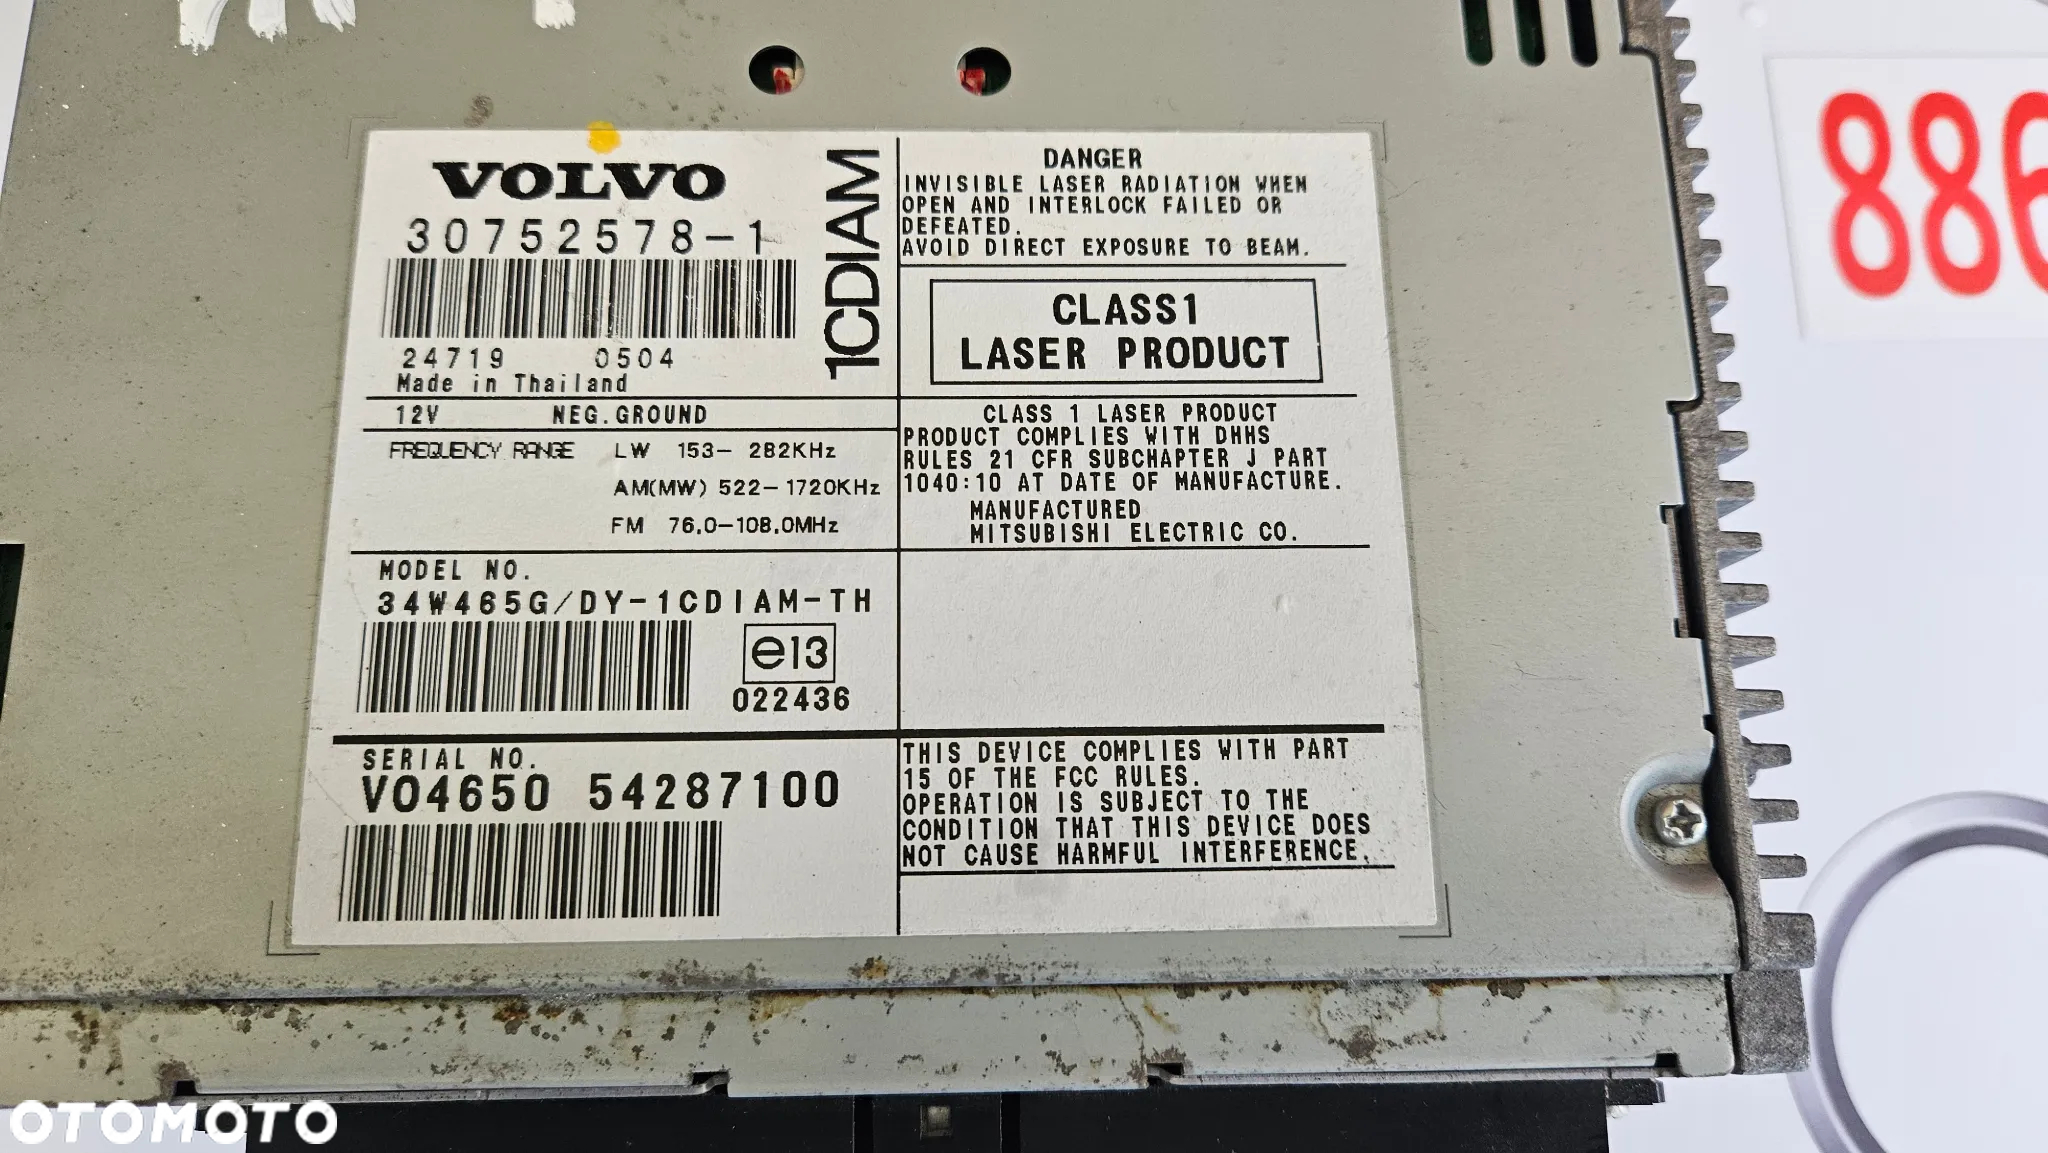 VOLVO
30752578-1
1CDIAM
24719 0504
Made in Thailand
12V NEG.GROUND
FREQUENCY RANGE LW 153- 282KHz
AM(MW) 522-1720KHz
FM 76.0-108.0MHz
MODEL NO.
34W465G/DY-1CDIAM-TH
e13
022436
SERIAL NO.
VO4650 54287100
DANGER
INVISIBLE LASER RADIATION WHEN
OPEN AND INTERLOCK FAILED OR
DEFEATED.
AVOID DIRECT EXPOSURE TO BEAM.
CLASS1
LASER PRODUCT
CLASS 1 LASER PRODUCT
PRODUCT COMPLIES WITH DHHS
RULES 21 CFR SUBCHAPTER J PART
1040:10 AT DATE OF MANUFACTURE.
MANUFACTURED
MITSUBISHI ELECTRIC CO.
THIS DEVICE COMPLIES WITH PART
15 OF THE FCC RULES.
OPERATION IS SUBJECT TO THE
CONDITION THAT THIS DEVICE DOES
NOT CAUSE HARMFUL INTERFERENCE.
886
OTOMOTO